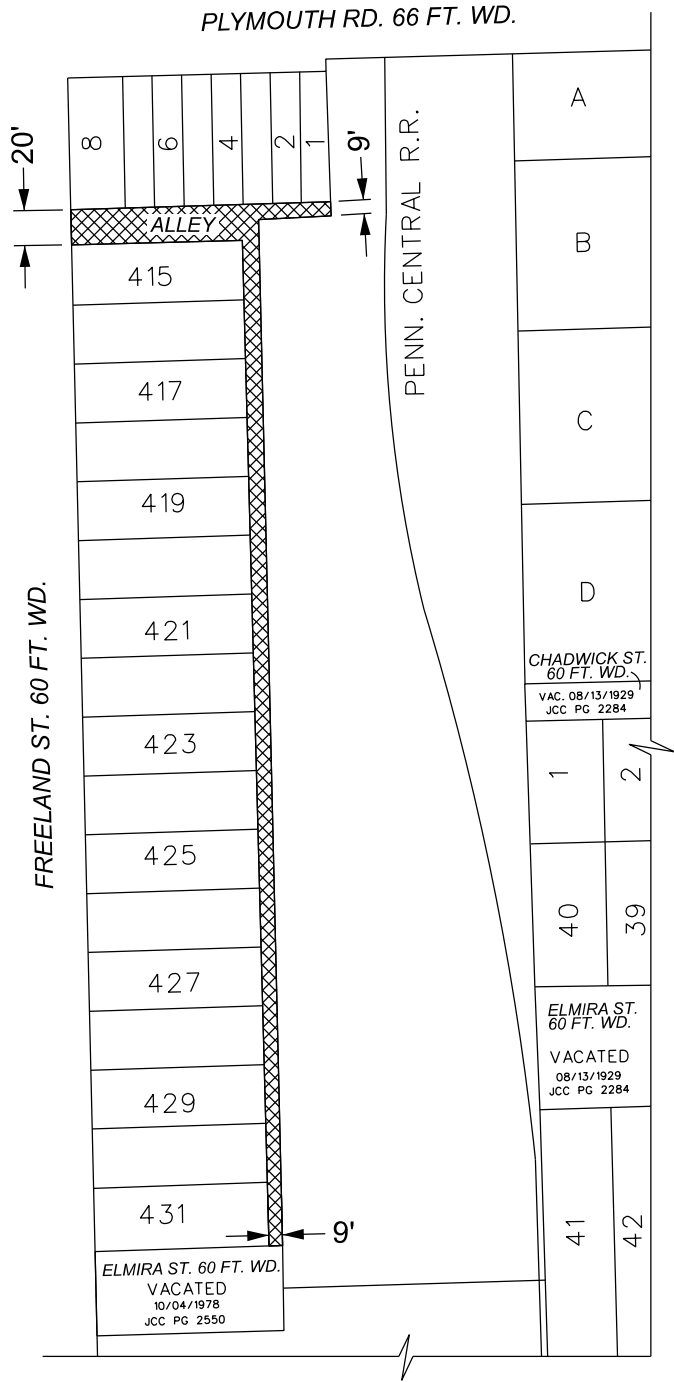 PLYMOUTH RD. 66 FT. WD.
8
6
4
2
1
20'
9'
ALLEY
PENN. CENTRAL R.R.
A
B
C
D
415
417
419
421
423
425
427
429
431
FREELAND ST. 60 FT. WD.
CHADWICK ST.
60 FT. WD.
VAC. 08/13/1929
JCC PG 2284
1
2
40
39
ELMIRA ST.
60 FT. WD.
VACATED
08/13/1929
JCC PG 2284
41
42
9'
ELMIRA ST. 60 FT. WD.
VACATED
10/04/1978
JCC PG 2550